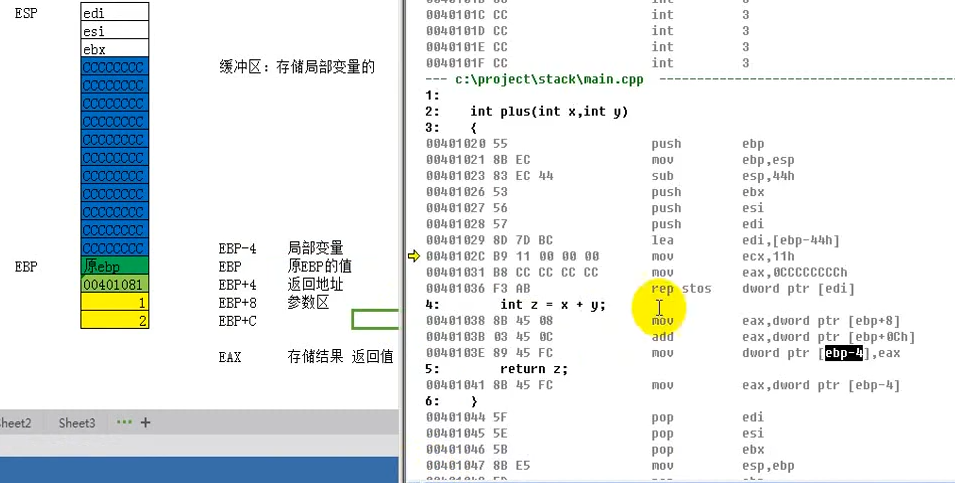 ESP
edi
esi
ebx
CCCCCCCC
CCCCCCCC
CCCCCCCC
CCCCCCCC
CCCCCCCC
CCCCCCCC
CCCCCCCC
CCCCCCCC
CCCCCCCC
CCCCCCCC
CCCCCCCC
缓冲区：存储局部变量的
EBP-4 局部变量
EBP 原ebp EBP 原EBP的值
00401081 EBP+4 返回地址
1 EBP+8 参数区
2 EBP+C
EAX 存储结果 返回值
Sheet2 Sheet3 ••• +
0040101C CC int 3
0040101D CC int 3
0040101E CC int 3
0040101F CC int 3
--- c:\project\stack\main.cpp
1:
2: int plus(int x,int y)
3: {
00401020 55 push ebp
00401021 8B EC mov ebp,esp
00401023 83 EC 44 sub esp,44h
00401026 53 push ebx
00401027 56 push esi
00401028 57 push edi
00401029 8D 7D BC lea edi,[ebp-44h]
0040102C B9 11 00 00 00 mov ecx,11h
00401031 B8 CC CC CC CC mov eax,0CCCCCCCCh
00401036 F3 AB rep stos dword ptr [edi]
4: int z = x + y;
00401038 8B 45 08 mov eax,dword ptr [ebp+8]
0040103B 03 45 0C add eax,dword ptr [ebp+0Ch]
0040103E 89 45 FC mov dword ptr [ebp-4],eax
5: return z;
00401041 8B 45 FC mov eax,dword ptr [ebp-4]
6: }
00401044 5F pop edi
00401045 5E pop esi
00401046 5B pop ebx
00401047 8B E5 mov esp,ebp